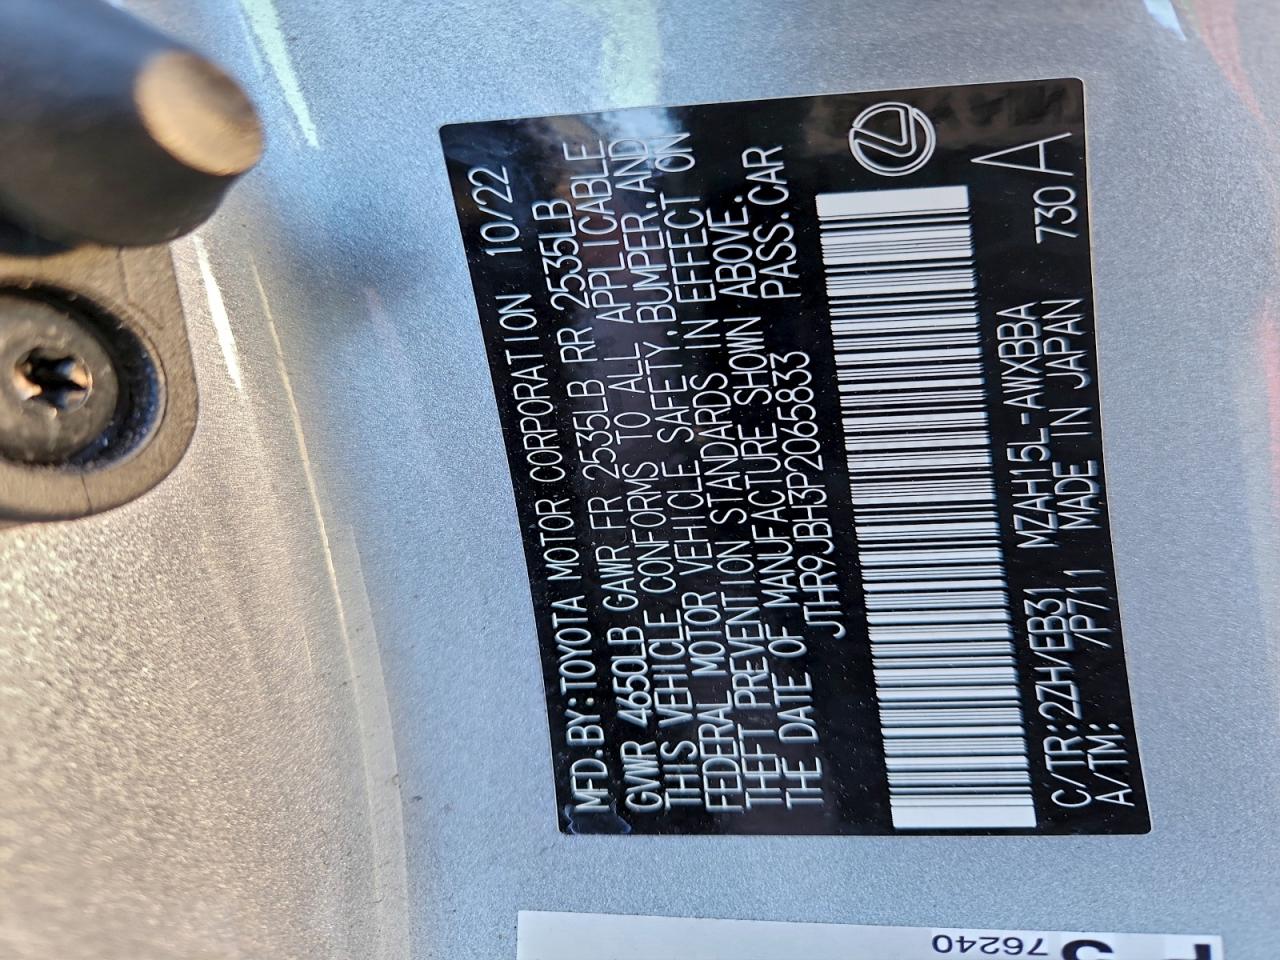 MFD.BY:TOYOTA MOTOR CORPORATION 10/22
GVWR 4650LB GAWR FR 2535LB RR 2535LB
THIS VEHICLE CONFORMS TO ALL APPLICABLE
FEDERAL MOTOR VEHICLE SAFETY,BUMPER,AND
THEFT PREVENTION STANDARDS IN EFFECT ON
THE DATE OF MANUFACTURE SHOWN ABOVE.
JTHR9JBH3P2065833 PASS.CAR
C/TR:2ZH/EB31 MZAH15L-AWXBBA 730 A
A/TM: /P711 MADE IN JAPAN
76240